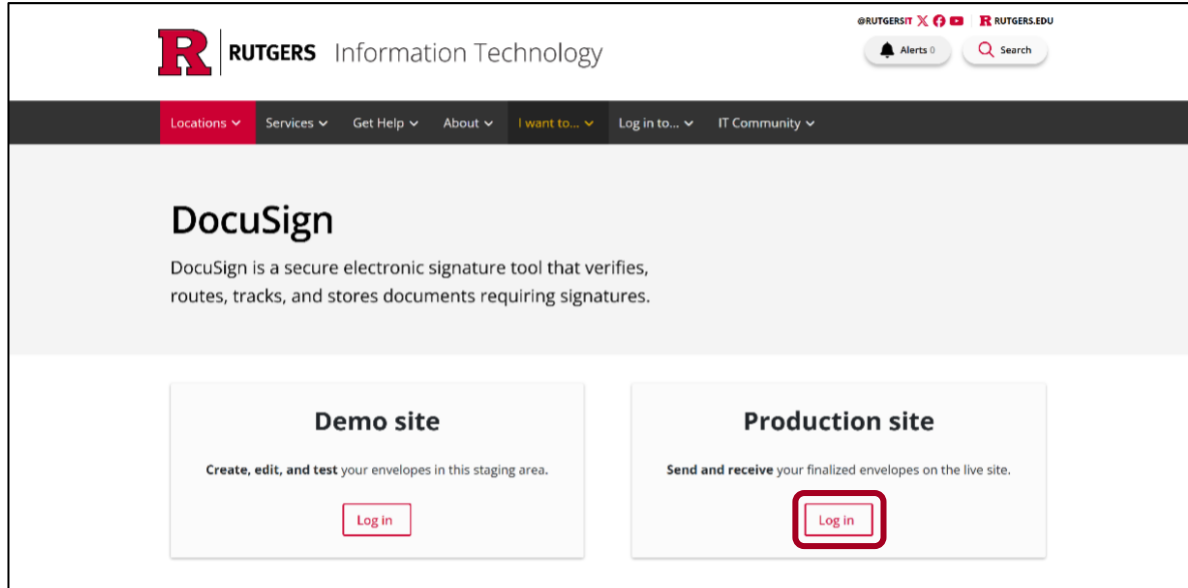 @RUTGERSIT R RUTGERS.EDU
R RUTGERS Information Technology
Alerts 0 Search
Locations Services Get Help About I want to... Log in to... IT Community
DocuSign
DocuSign is a secure electronic signature tool that verifies,
routes, tracks, and stores documents requiring signatures.
Demo site
Create, edit, and test your envelopes in this staging area.
Log in
Production site
Send and receive your finalized envelopes on the live site.
Log in